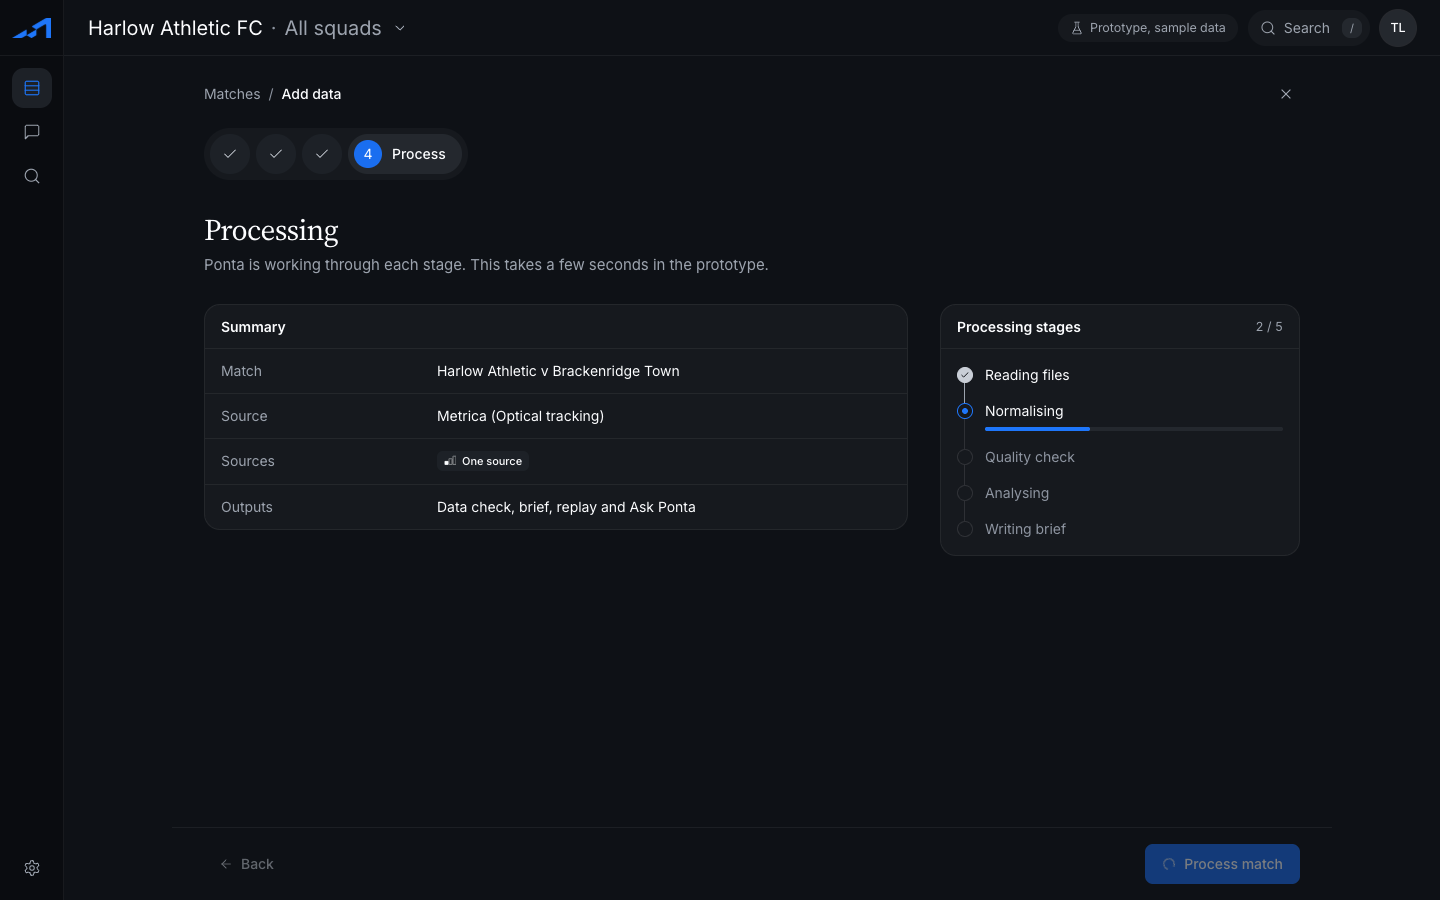 Harlow Athletic FC · All squads
Prototype, sample data
Search /
TL
Matches / Add data
4 Process
Processing
Ponta is working through each stage. This takes a few seconds in the prototype.
Summary
Match Harlow Athletic v Brackenridge Town
Source Metrica (Optical tracking)
Sources One source
Outputs Data check, brief, replay and Ask Ponta
Processing stages 2 / 5
Reading files
Normalising
Quality check
Analysing
Writing brief
Back
Process match